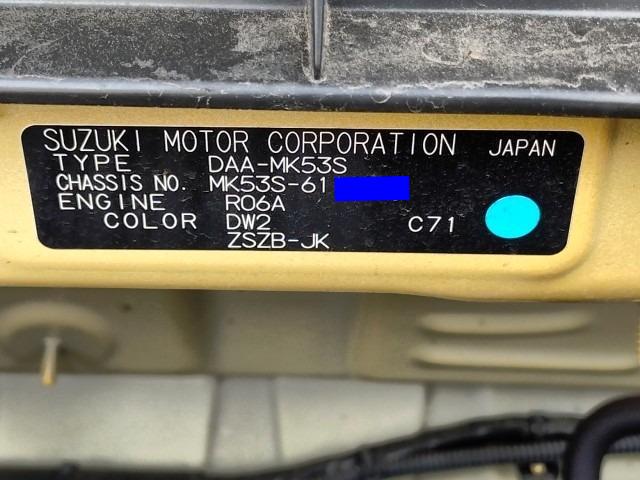 SUZUKI MOTOR CORPORATION JAPAN
TYPE DAA-MK53S
CHASSIS NO. MK53S-61
ENGINE R06A
COLOR DW2 C71
ZSZB-JK